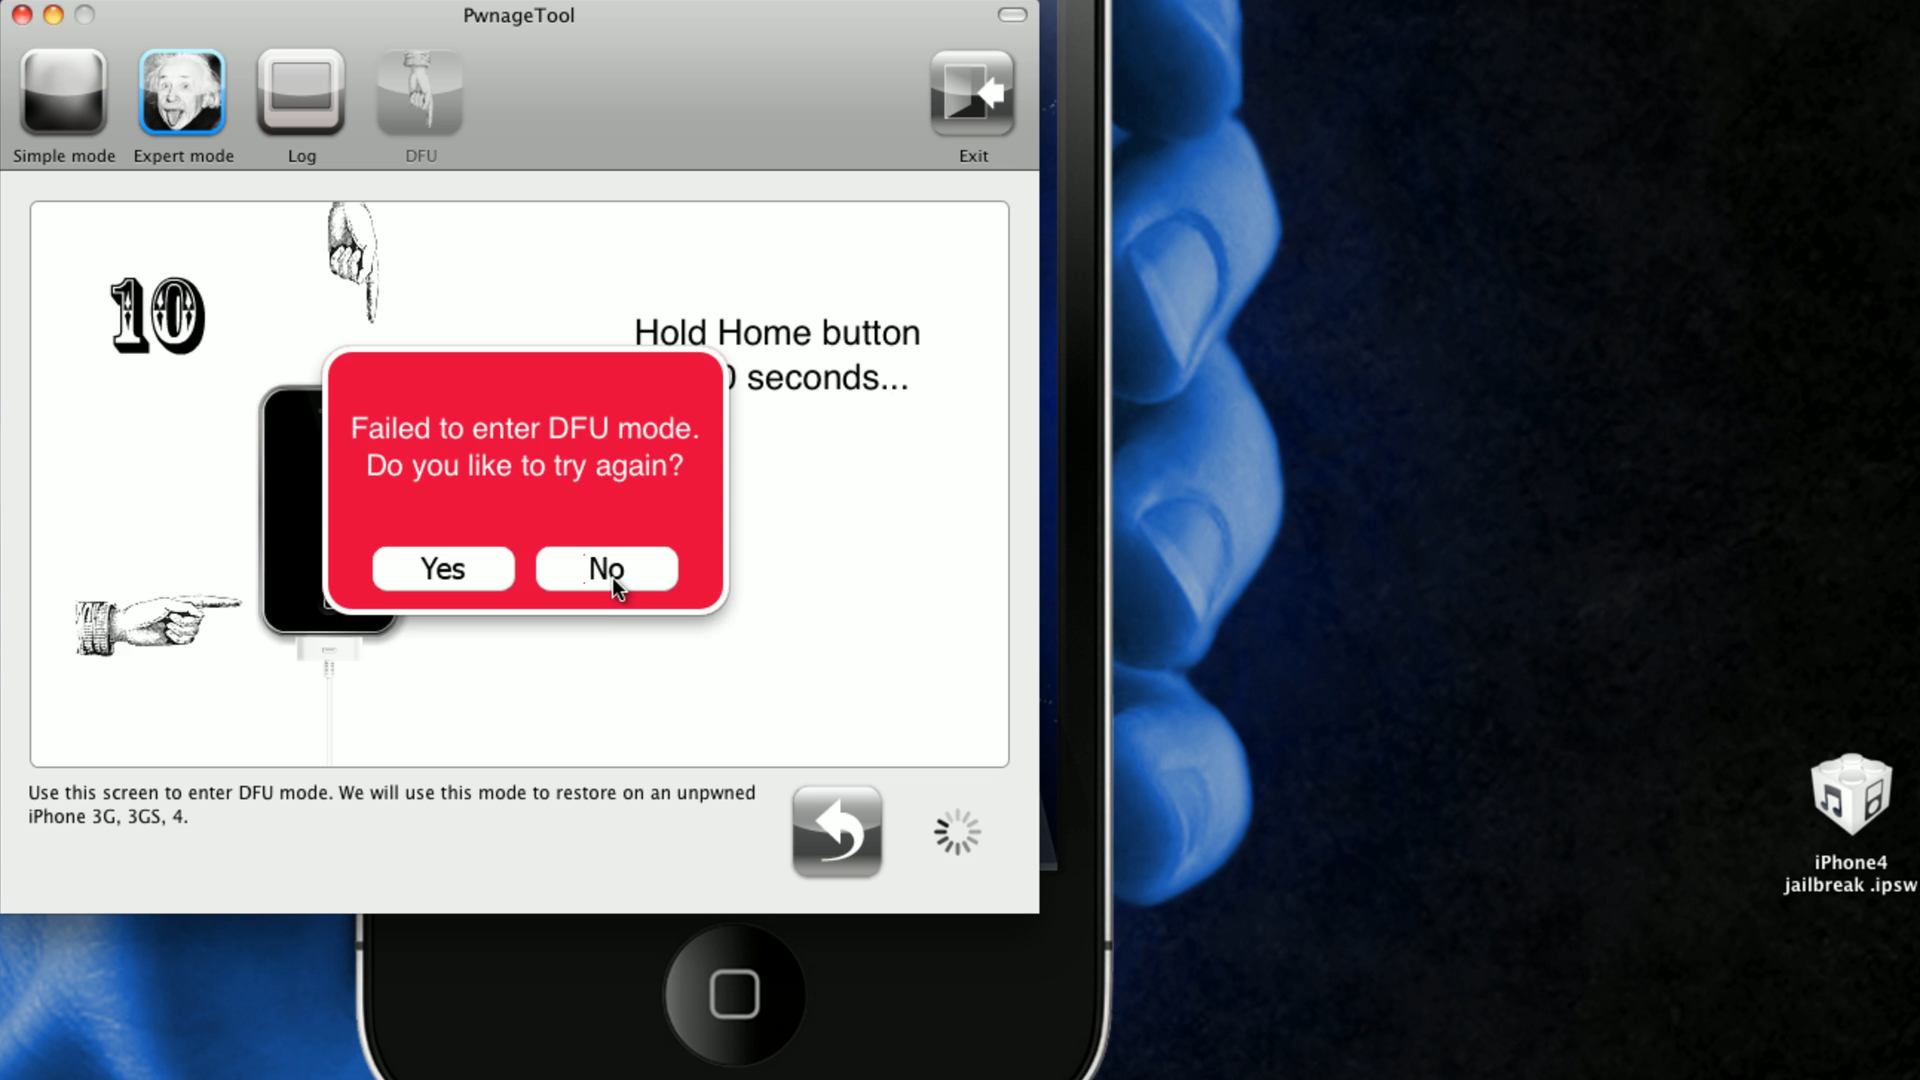 PwnageTool
Simple mode
Expert mode
Log
DFU
Exit
10
Hold Home button
seconds...
Failed to enter DFU mode.
Do you like to try again?
Yes
No
Use this screen to enter DFU mode. We will use this mode to restore on an unpwned
iPhone 3G, 3GS, 4.
iPhone4
jailbreak .ipsw